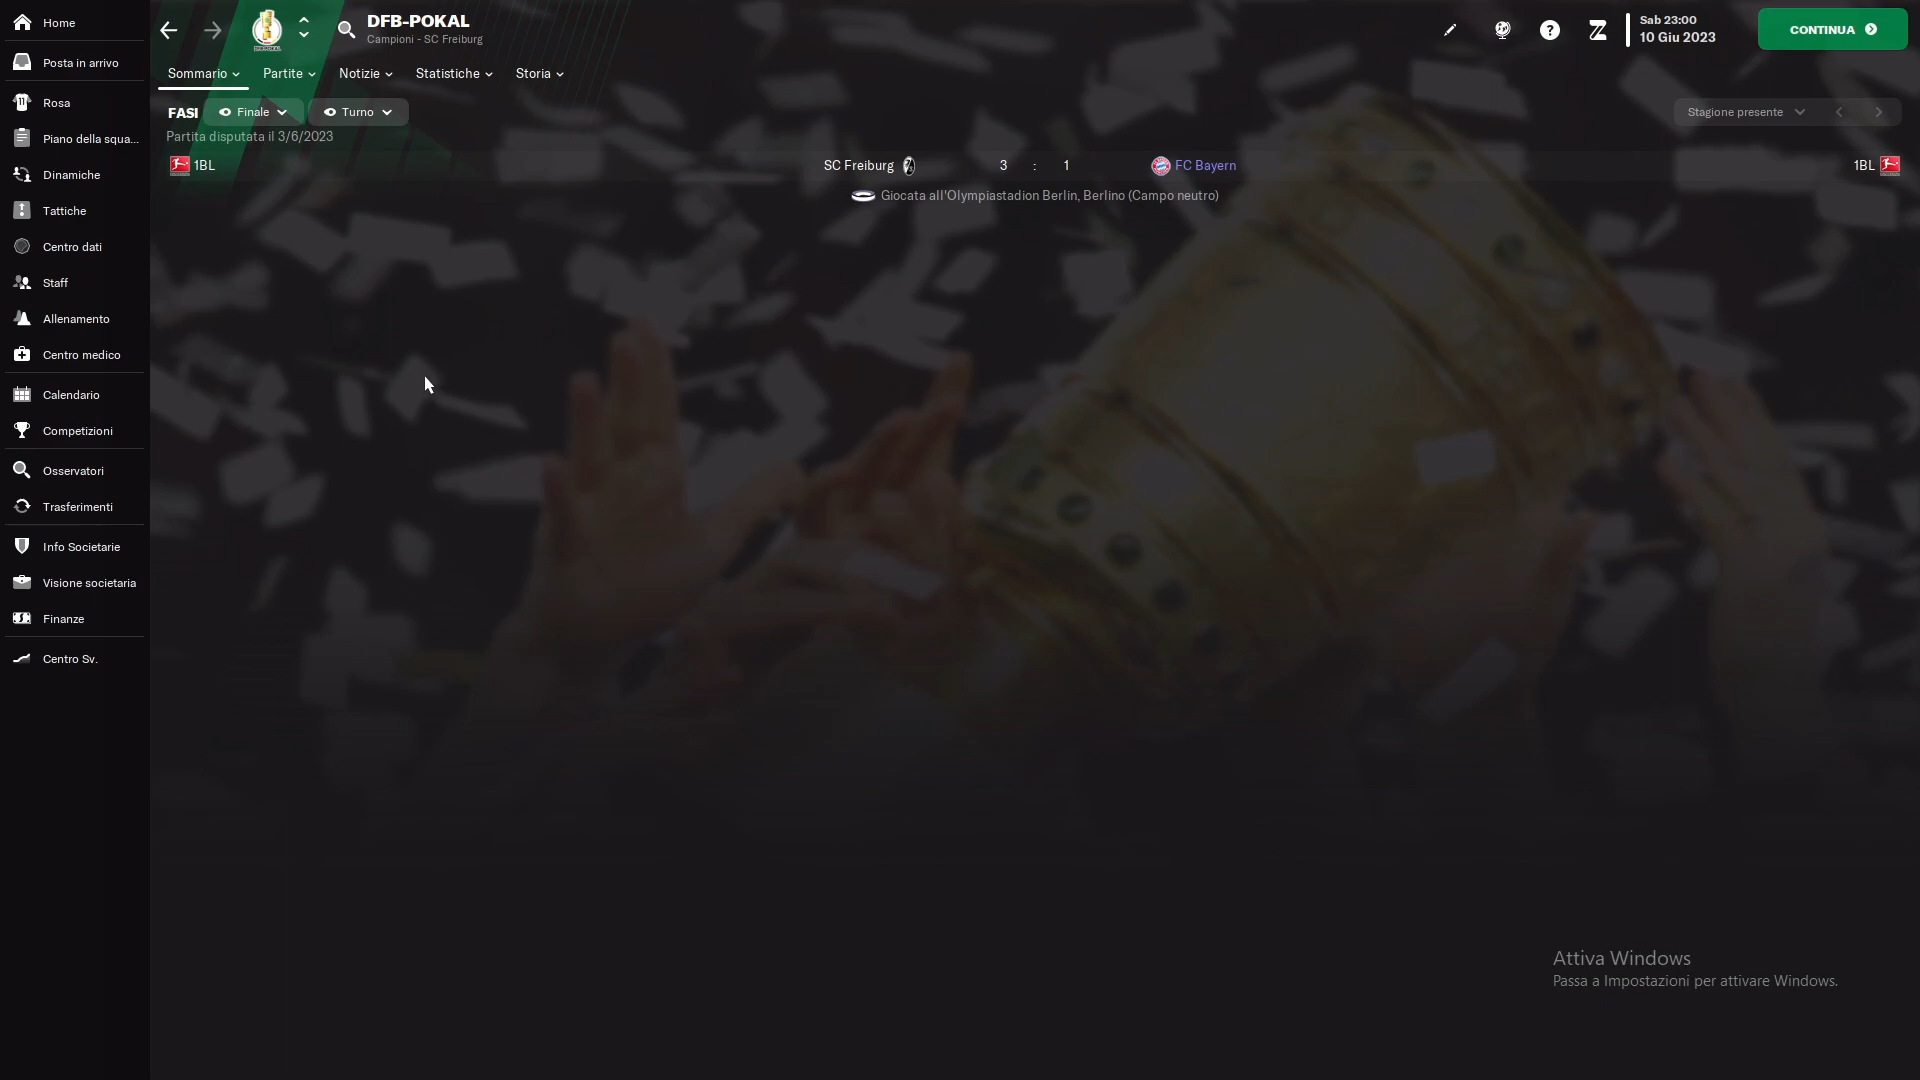 Home
Posta in arrivo
Rosa
Piano della squa...
Dinamiche
Tattiche
Centro dati
Staff
Allenamento
Centro medico
Calendario
Competizioni
Osservatori
Trasferimenti
Info Societarie
Visione societaria
Finanze
Centro Sv.
DFB-POKAL
Campioni - SC Freiburg
Sab 23:00
10 Giu 2023
CONTINUA
Sommario Partite Notizie Statistiche Storia
FASI Finale Turno Stagione presente
Partita disputata il 3/6/2023
1BL SC Freiburg 3 : 1 FC Bayern 1BL
Giocata all'Olympiastadion Berlin, Berlino (Campo neutro)
Attiva Windows
Passa a Impostazioni per attivare Windows.